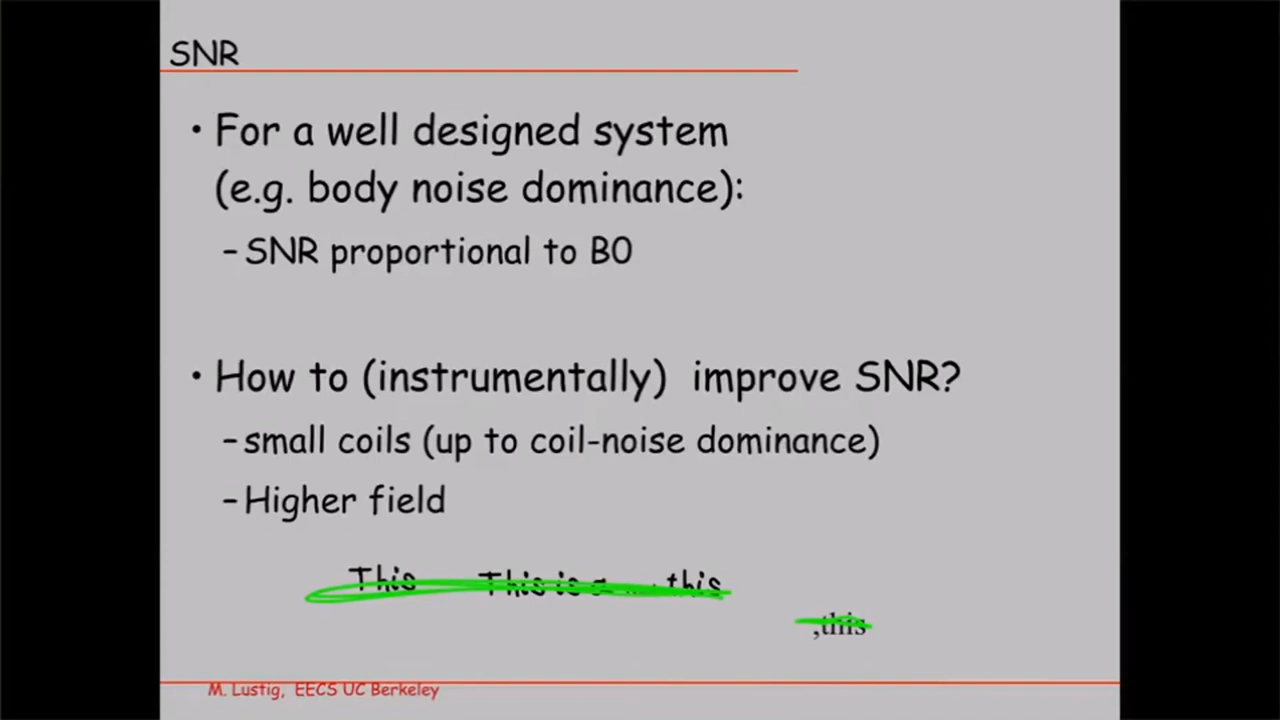 SNR
• For a well designed system
(e.g. body noise dominance):
– SNR proportional to B0
• How to (instrumentally) improve SNR?
– small coils (up to coil-noise dominance)
– Higher field
This This is a this
,this
M. Lustig, EECS UC Berkeley